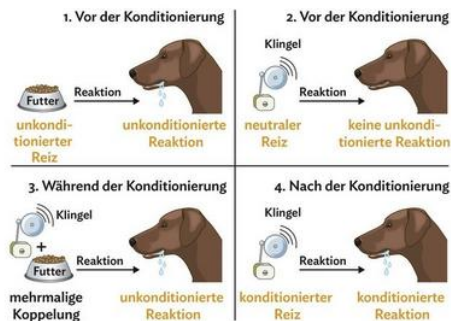 1. Vor der Konditionierung
Futter
Reaktion
unkondi-
tionierter
Reiz
unkonditionierte
Reaktion
2. Vor der Konditionierung
Klingel
Reaktion
neutraler
Reiz
keine unkondi-
tionierte Reaktion
3. Während der Konditionierung
Klingel
+
Futter
Reaktion
mehrmalige
Koppelung
unkonditionierte
Reaktion
4. Nach der Konditionierung
Klingel
Reaktion
konditionierter
Reiz
konditionierte
Reaktion